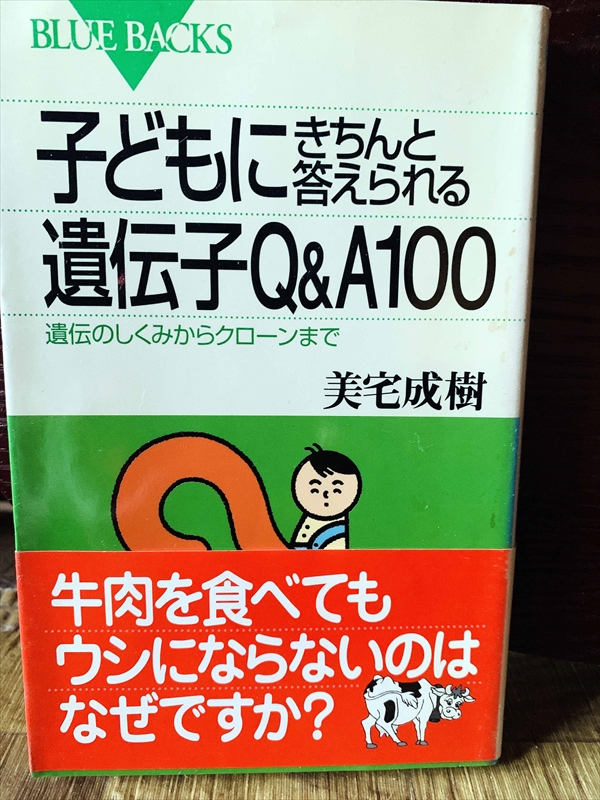 BLUE BACKS
子どもにきちんと答えられる
遺伝子Q&A100
遺伝のしくみからクローンまで
美宅成樹
牛肉を食べても
ウシにならないのは
なぜですか?